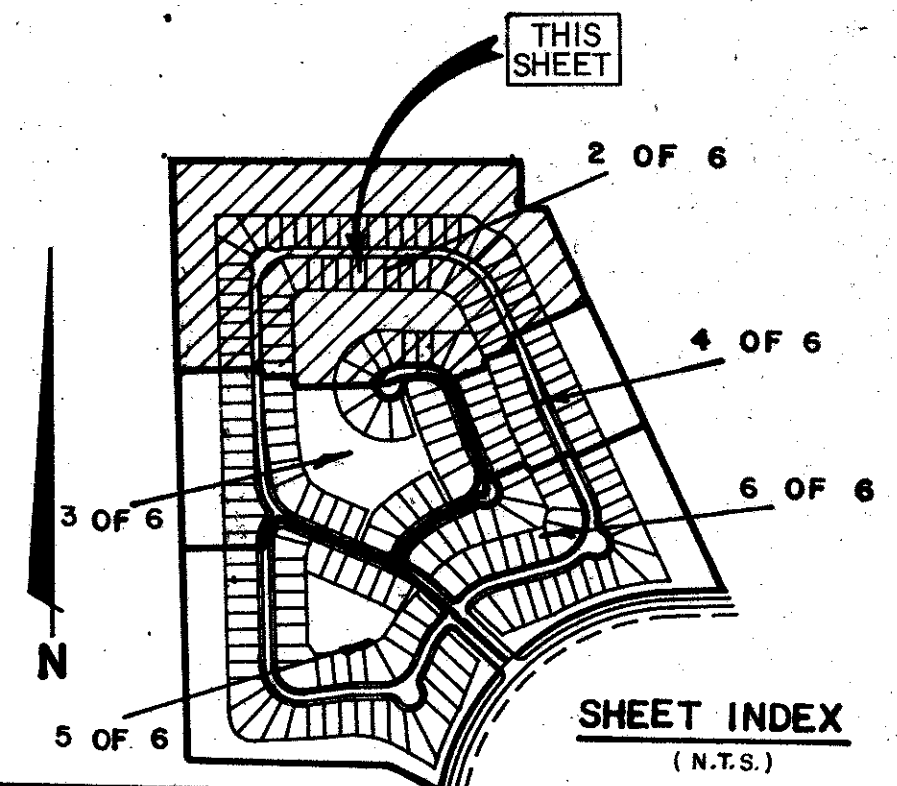 THIS
SHEET
2 OF 6
4 OF 6
6 OF 6
3 OF 6
N
5 OF 6
SHEET INDEX
( N.T.S. )